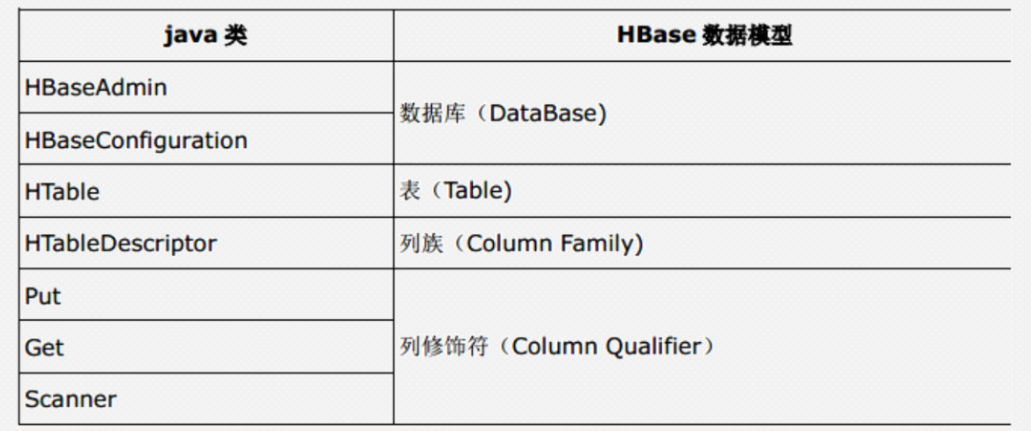 java 类 HBase 数据模型
HBaseAdmin
数据库（DataBase)
HBaseConfiguration
HTable 表（Table)
HTableDescriptor 列族（Column Family)
Put
Get 列修饰符（Column Qualifier）
Scanner